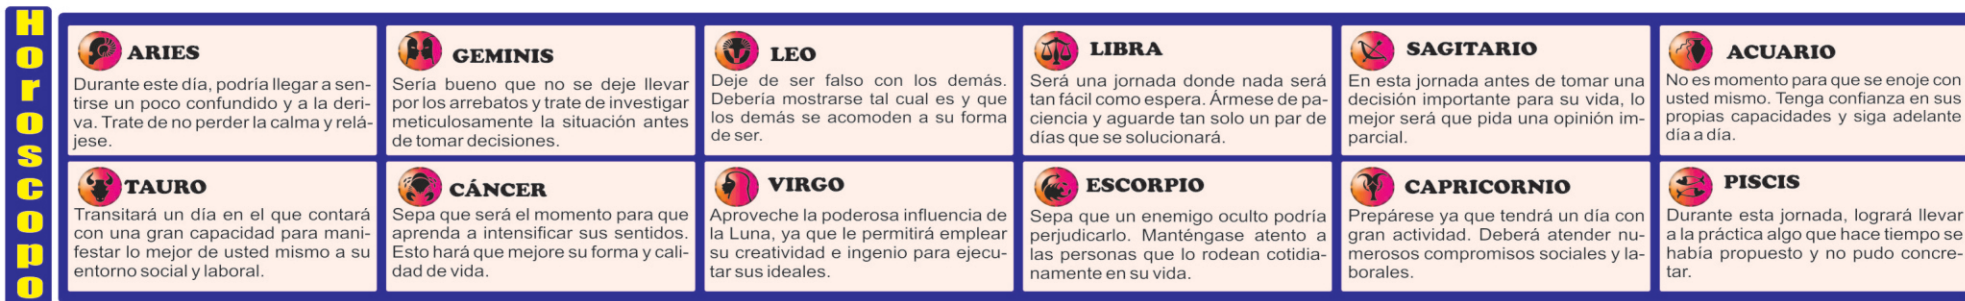 Horoscopo
ARIES
Durante este día, podría llegar a sen-
tirse un poco confundido y a la deri-
va. Trate de no perder la calma y relá-
jese.
TAURO
Transitará un día en el que contará
con una gran capacidad para mani-
festar lo mejor de usted mismo a su
entorno social y laboral.
GEMINIS
Sería bueno que no se deje llevar
por los arrebatos y trate de investigar
meticulosamente la situación antes
de tomar decisiones.
CÁNCER
Sepa que será el momento para que
aprenda a intensificar sus sentidos.
Esto hará que mejore su forma y cali-
dad de vida.
LEO
Deje de ser falso con los demás.
Debería mostrarse tal cual es y que
los demás se acomoden a su forma
de ser.
VIRGO
Aproveche la poderosa influencia de
la Luna, ya que le permitirá emplear
su creatividad e ingenio para ejecu-
tar sus ideales.
LIBRA
Será una jornada donde nada será
tan fácil como espera. Ármese de pa-
ciencia y aguarde tan solo un par de
días que se solucionará.
ESCORPIO
Sepa que un enemigo oculto podría
perjudicarlo. Manténgase atento a
las personas que lo rodean cotidia-
namente en su vida.
SAGITARIO
En esta jornada antes de tomar una
decisión importante para su vida, lo
mejor será que pida una opinión im-
parcial.
CAPRICORNIO
Prepárese ya que tendrá un día con
gran actividad. Deberá atender nu-
merosos compromisos sociales y la-
borales.
ACUARIO
No es momento para que se enoje con
usted mismo. Tenga confianza en sus
propias capacidades y siga adelante
día a día.
PISCIS
Durante esta jornada, logrará llevar
a la práctica algo que hace tiempo se
había propuesto y no pudo concre-
tar.